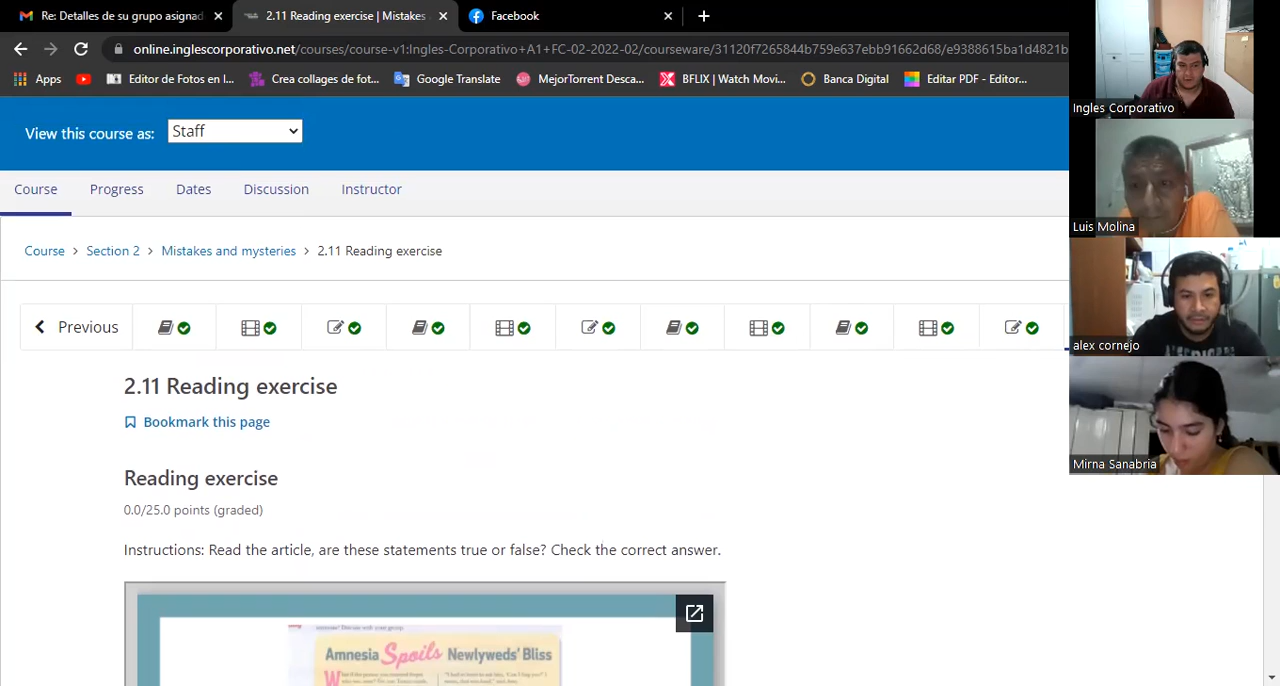 Re: Detalles de su grupo asignad
2.11 Reading exercise | Mistakes
Facebook
online.inglescorporativo.net/courses/course-v1:Ingles-Corporativo+A1+FC-02-2022-02/courseware/31120f7265844b759e637ebb91662d68/e9388615ba1d4821b
Apps
Editor de Fotos en l...
Crea collages de fot...
Google Translate
MejorTorrent Desca...
BFLIX | Watch Movi...
Banca Digital
Editar PDF - Editor...
Ingles Corporativo
View this course as: Staff
Course Progress Dates Discussion Instructor
Luis Molina
Course > Section 2 > Mistakes and mysteries > 2.11 Reading exercise
Previous
alex cornejo
2.11 Reading exercise
Bookmark this page
Mirna Sanabria
Reading exercise
0.0/25.0 points (graded)
Instructions: Read the article, are these statements true or false? Check the correct answer.
Amnesia Spoils Newlyweds' Bliss